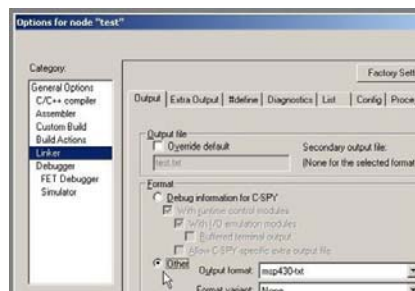 Options for node "test"
Category:
General Options
C/C++ compiler
Assembler
Custom Build
Build Actions
Linker
Debugger
FET Debugger
Simulator
Factory Sett
Output Extra Output #define Diagnostics List Config Proce
Output file
Override default
Secondary output file:
test.txt
(None for the selected format
Format
Debug information for C-SPY
With runtime control modules
With I/O emulation modules
Buffered terminal output
Allow C-SPY specific extra output file
Other
Output format: msp430-txt
Format variant: None